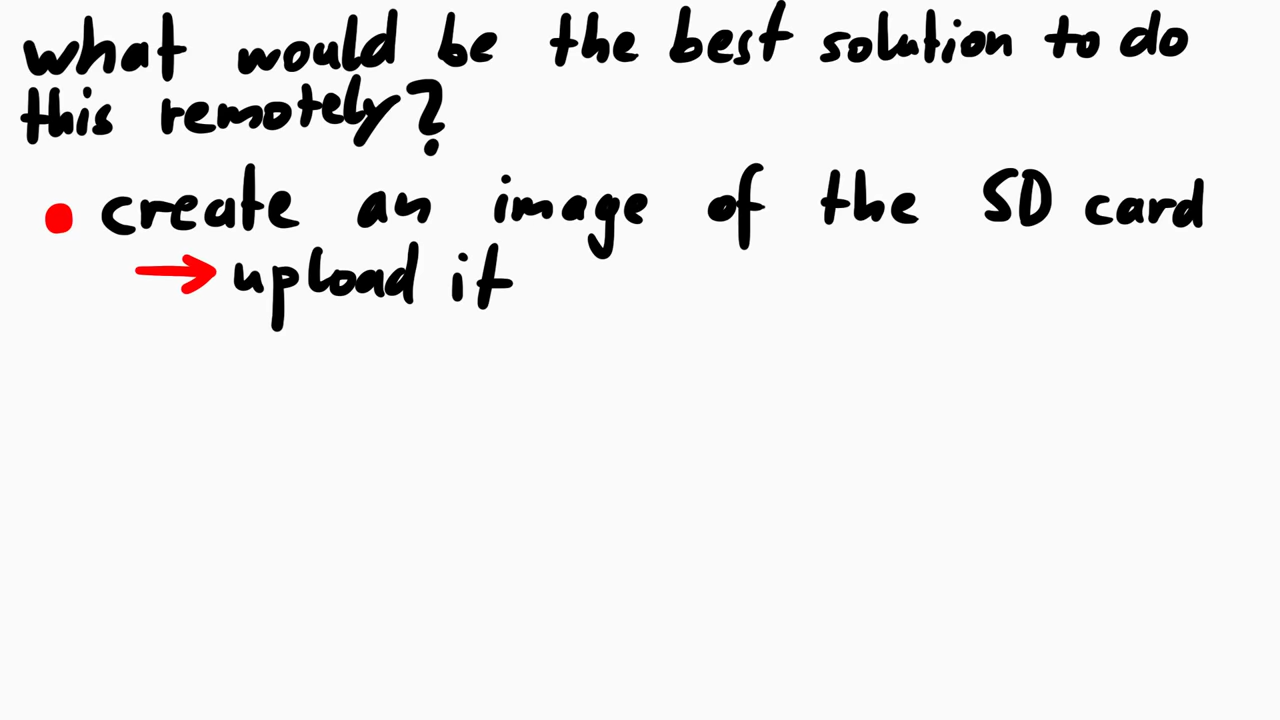 what would be the best solution to do
this remotely?
• create an image of the SD card
→ upload it